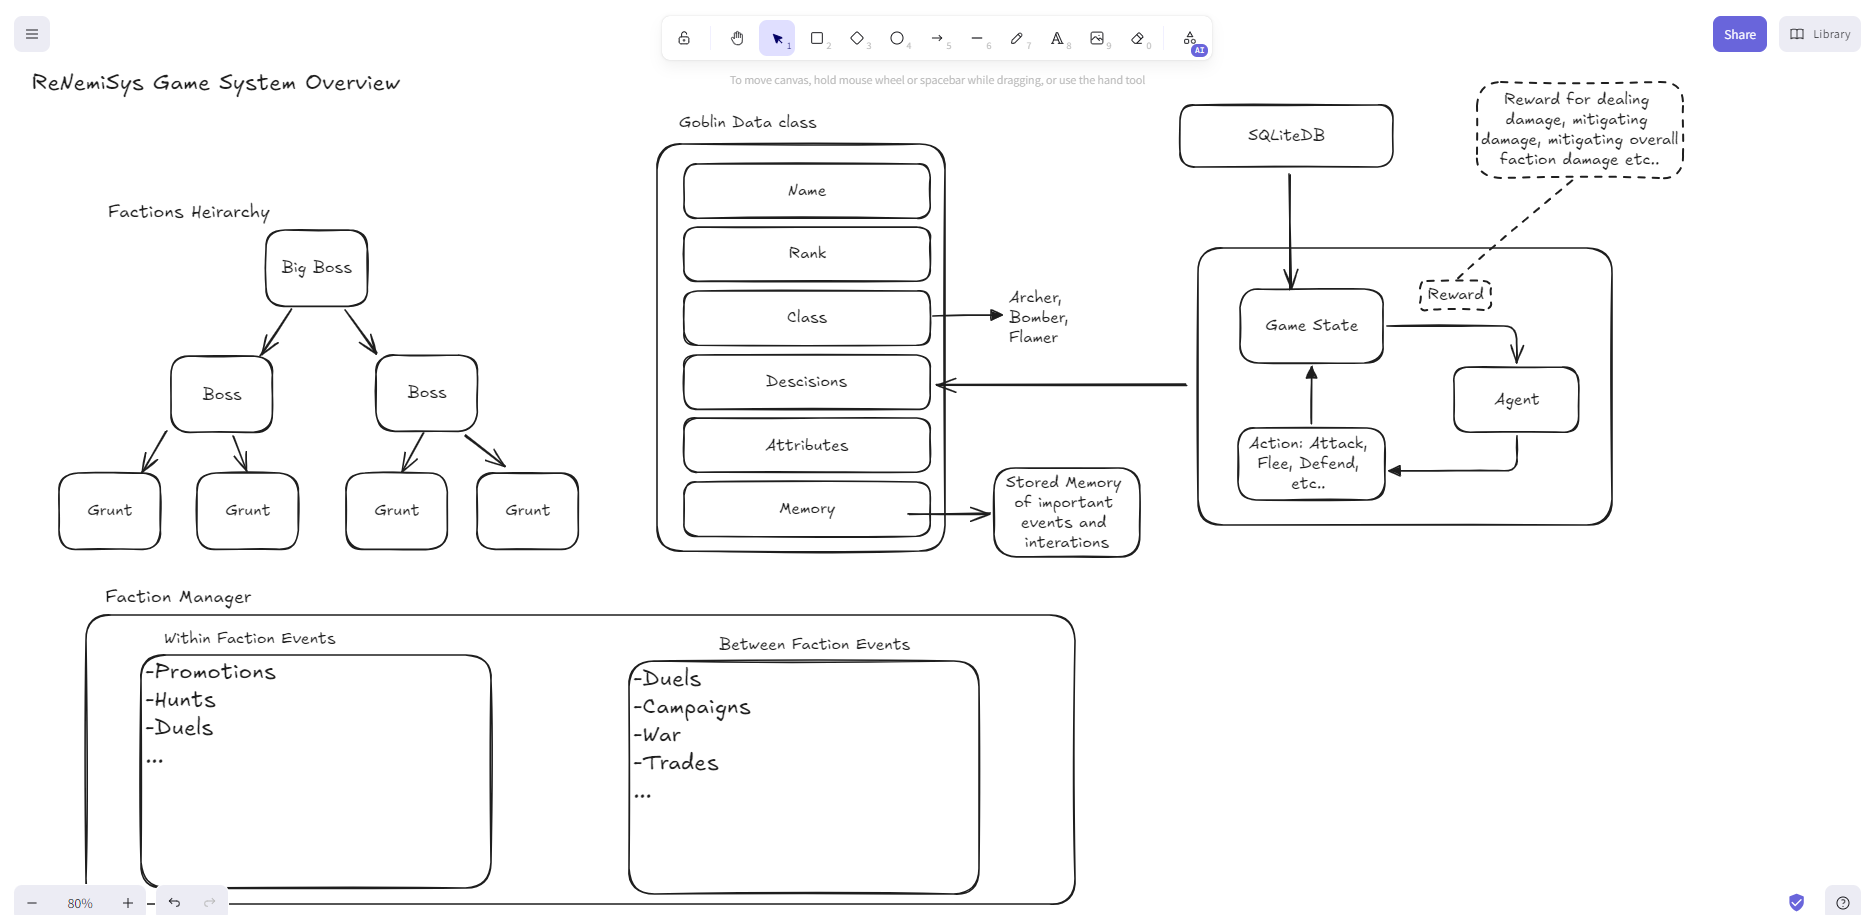 1
2
3
4
5
6
7
8
9
0
AI
Share
Library
To move canvas, hold mouse wheel or spacebar while dragging, or use the hand tool
ReNemiSys Game System Overview
Factions Heirarchy
Big Boss
Boss
Boss
Grunt
Grunt
Grunt
Grunt
Goblin Data class
Name
Rank
Class
Descisions
Attributes
Memory
Archer,
Bomber,
Flamer
Stored Memory
of important
events and
interations
SQLiteDB
Reward for dealing
damage, mitigating
damage, mitigating overall
faction damage etc..
Reward
Game State
Agent
Action: Attack,
Flee, Defend,
etc..
Faction Manager
Within Faction Events
-Promotions
-Hunts
-Duels
...
Between Faction Events
-Duels
-Campaigns
-War
-Trades
...
80%